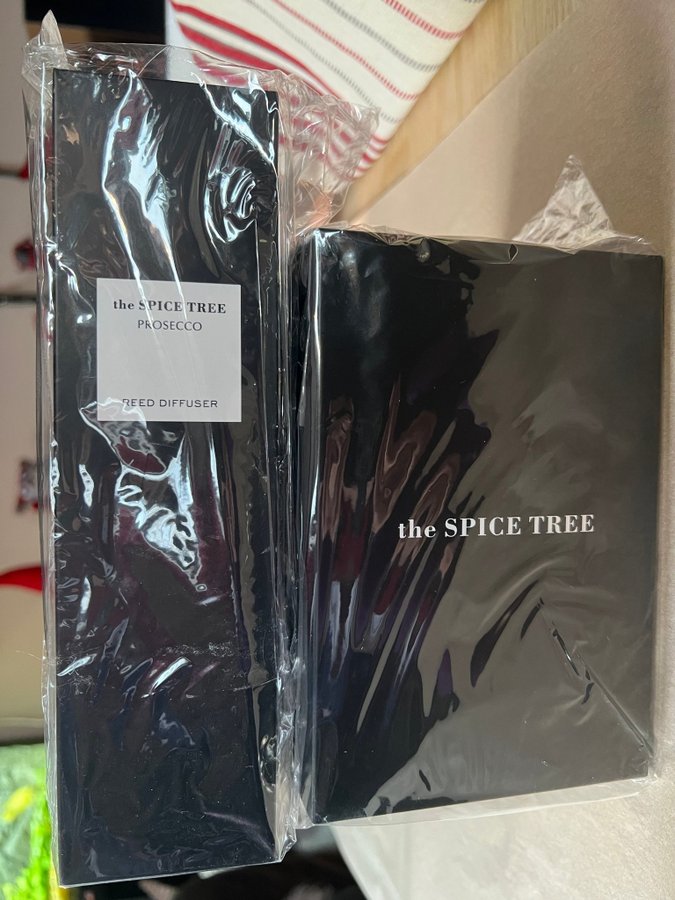 the SPICE TREE
PROSECCO
REED DIFFUSER
the SPICE TREE